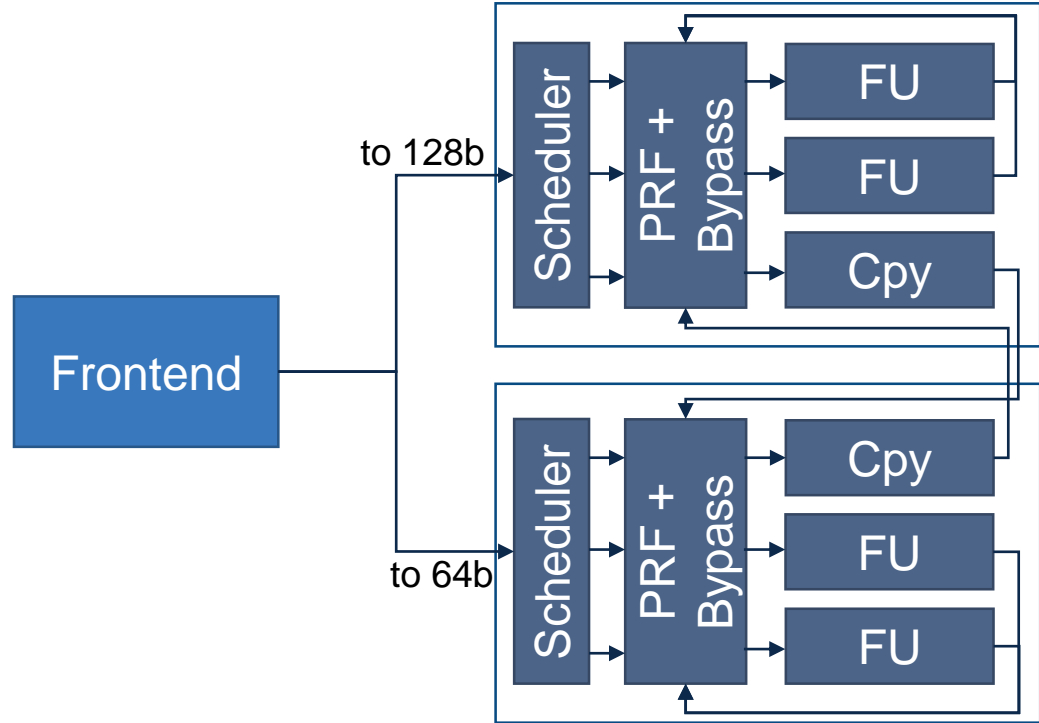 Frontend
to 128b
Scheduler
PRF +
Bypass
FU
FU
Cpy
to 64b
Scheduler
PRF +
Bypass
Cpy
FU
FU